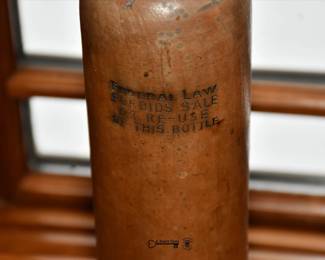 FEDERAL LAW
FORBIDS SALE
OR RE-USE
OF THIS BOTTLE